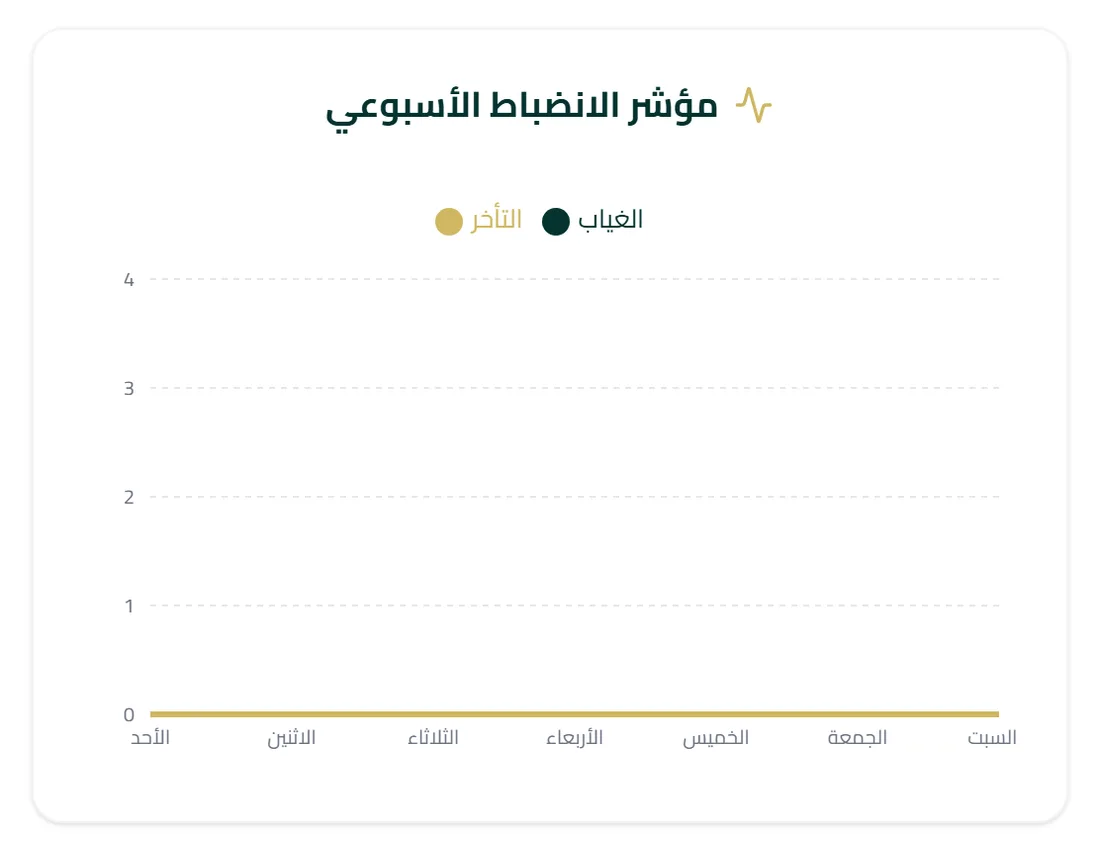 مؤشر الانضباط الأسبوعي
الغياب التأخر
4
3
2
1
0
الأحد الاثنين الثلاثاء الأربعاء الخميس الجمعة السبت